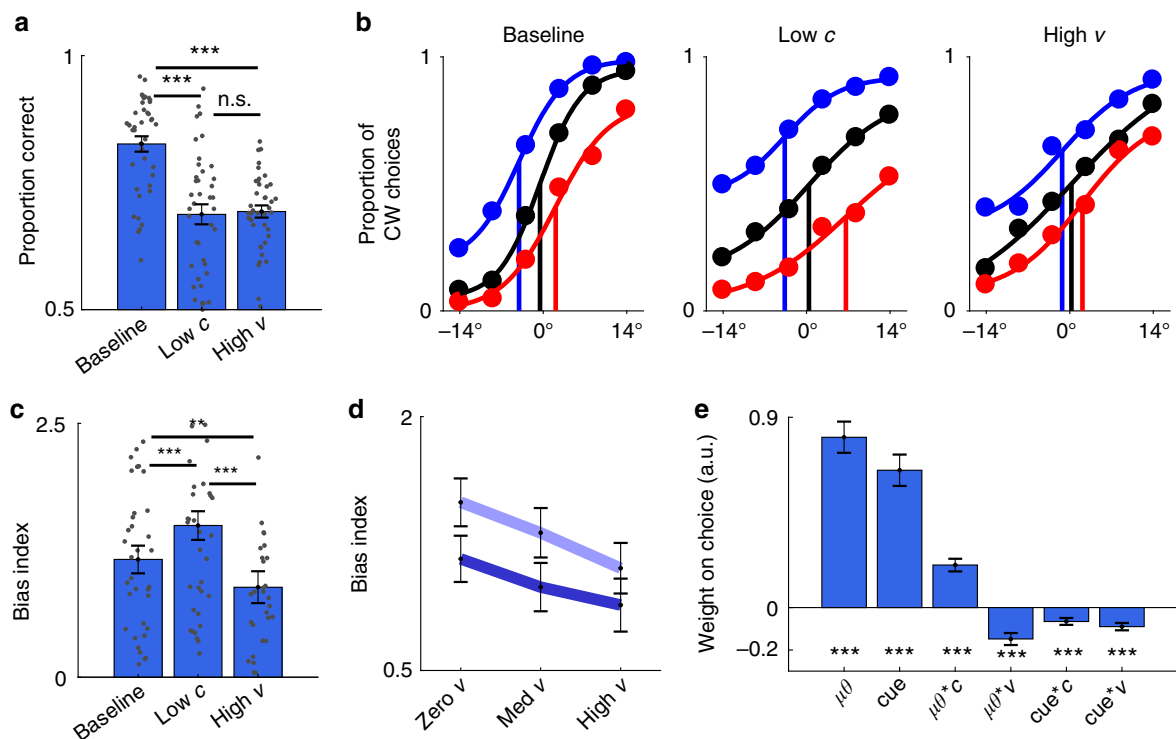 a
1
0.5
Proportion correct
***
***
n.s.
Baseline
Low c
High v
b
Baseline
Low c
High v
Proportion of
CW choices
1
0
−14°
0°
14°
1
0
−14°
0°
14°
1
0
−14°
0°
14°
c
2.5
0
Bias index
**
***
***
Baseline
Low c
High v
d
2
0.5
Bias index
Zero v
Med v
High v
e
0.9
0
−0.2
Weight on choice (a.u.)
*** *** *** *** *** ***
μθ
cue
μθ*c
μθ*v
cue*c
cue*v